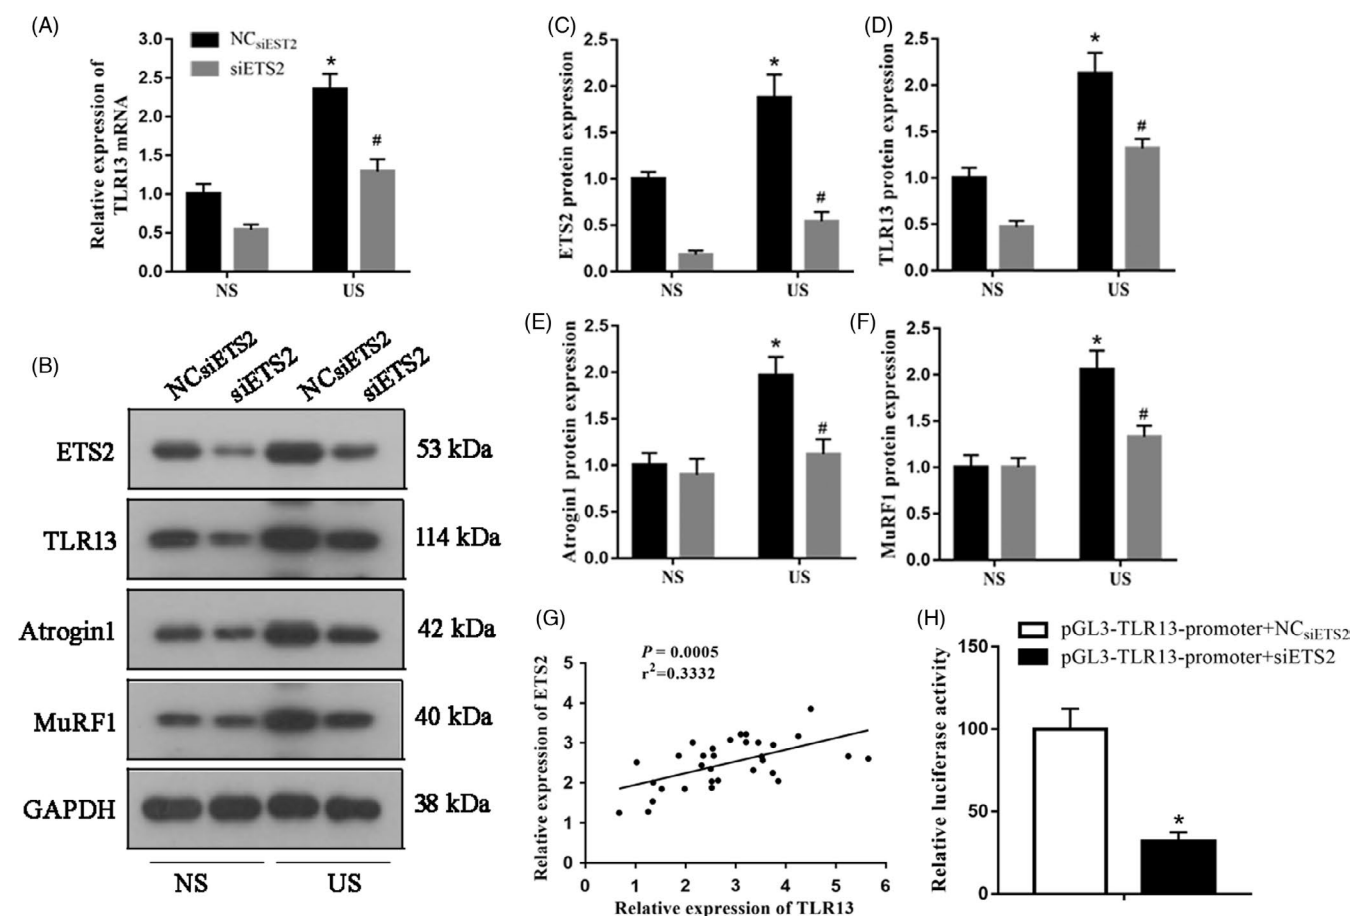 (A)
Relative expression of
TLR13 mRNA
3.0
2.5
2.0
1.5
1.0
0.5
0.0
NCsiEST2
siETS2
*
#
NS US
(B)
NCsiETS2 siETS2 NCsiETS2 siETS2
ETS2 53 kDa
TLR13 114 kDa
Atrogin1 42 kDa
MuRF1 40 kDa
GAPDH 38 kDa
NS US
(C)
ETS2 protein expression
2.5
2.0
1.5
1.0
0.5
0.0
*
#
NS US
(D)
TLR13 protein expression
2.5
2.0
1.5
1.0
0.5
0.0
*
#
NS US
(E)
Atrogin1 protein expression
2.5
2.0
1.5
1.0
0.5
0.0
*
#
NS US
(F)
MuRF1 protein expression
2.5
2.0
1.5
1.0
0.5
0.0
*
#
NS US
(G)
P = 0.0005
r²=0.3332
Relative expression of ETS2
5
4
3
2
1
0
0 1 2 3 4 5 6
Relative expression of TLR13
(H)
pGL3-TLR13-promoter+NCsiETS2
pGL3-TLR13-promoter+siETS2
Relative luciferase activity
150
100
50
0
*